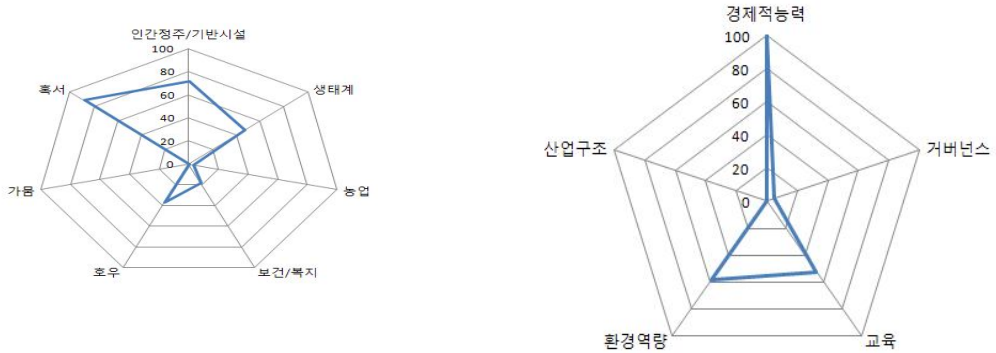 인간정주/기반시설
100
80
60
40
20
0
생태계
농업
보건/복지
호우
가뭄
혹서
경제적능력
100
80
60
40
20
0
거버넌스
교육
환경역량
산업구조